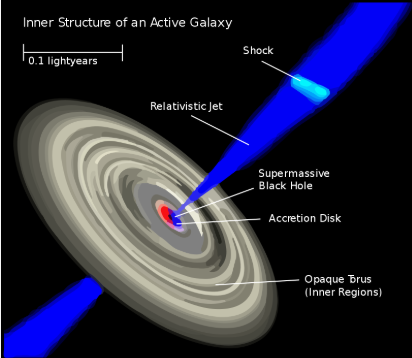 Inner Structure of an Active Galaxy
0.1 lightyears
Shock
Relativistic Jet
Supermassive
Black Hole
Accretion Disk
Opaque Torus
(Inner Regions)